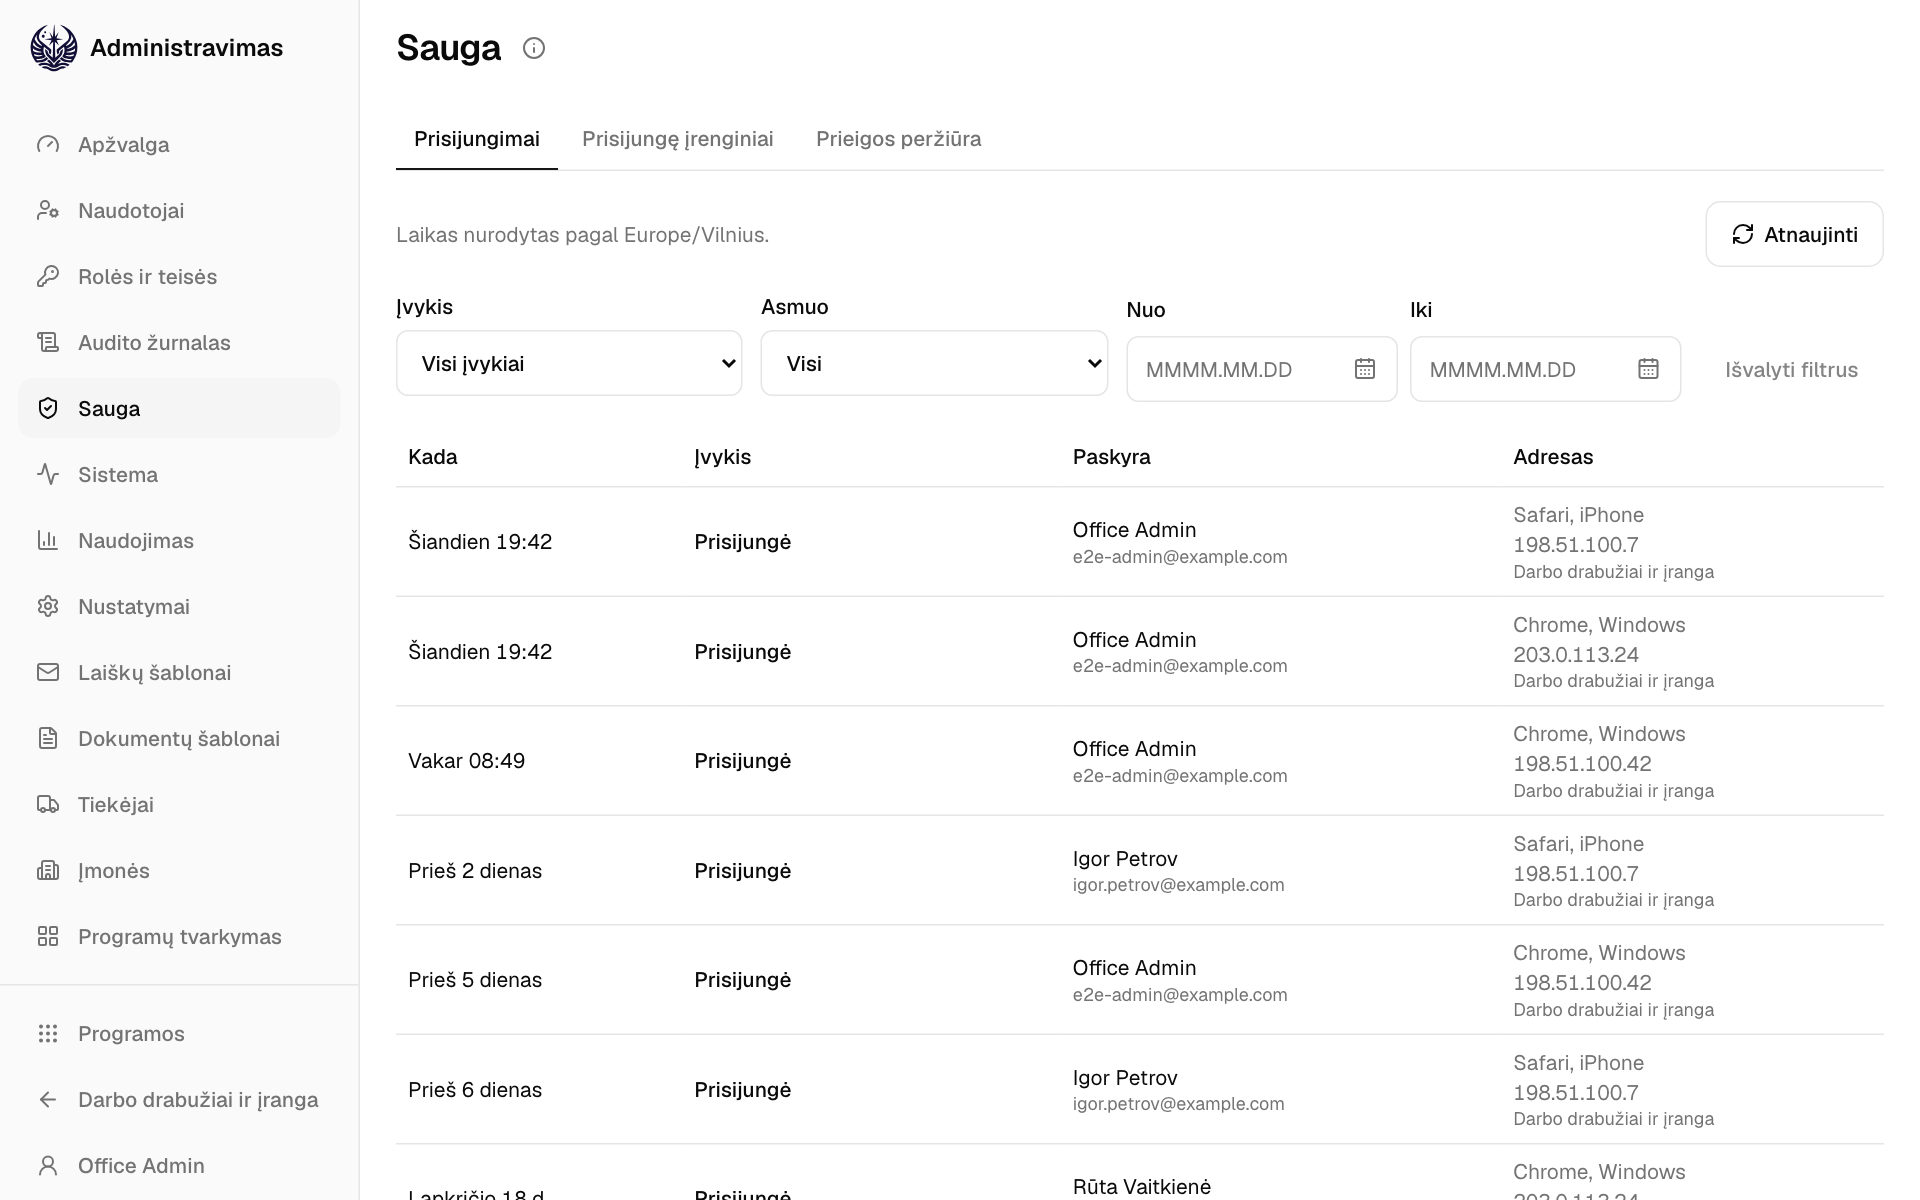 Administravimas
Apžvalga
Naudotojai
Rolės ir teisės
Audito žurnalas
Sauga
Sistema
Naudojimas
Nustatymai
Laiškų šablonai
Dokumentų šablonai
Tiekėjai
Įmonės
Programų tvarkymas
Programos
Darbo drabužiai ir įranga
Office Admin
Sauga
Prisijungimai Prisijungę įrenginiai Prieigos peržiūra
Laikas nurodytas pagal Europe/Vilnius.
Atnaujinti
Įvykis Asmuo Nuo Iki
Visi įvykiai Visi MMMM.MM.DD MMMM.MM.DD Išvalyti filtrus
Kada Įvykis Paskyra Adresas
Šiandien 19:42 Prisijungė
Office Admin
e2e-admin@example.com
Safari, iPhone
198.51.100.7
Darbo drabužiai ir įranga
Šiandien 19:42 Prisijungė
Office Admin
e2e-admin@example.com
Chrome, Windows
203.0.113.24
Darbo drabužiai ir įranga
Vakar 08:49 Prisijungė
Office Admin
e2e-admin@example.com
Chrome, Windows
198.51.100.42
Darbo drabužiai ir įranga
Prieš 2 dienas Prisijungė
Igor Petrov
igor.petrov@example.com
Safari, iPhone
198.51.100.7
Darbo drabužiai ir įranga
Prieš 5 dienas Prisijungė
Office Admin
e2e-admin@example.com
Chrome, Windows
198.51.100.42
Darbo drabužiai ir įranga
Prieš 6 dienas Prisijungė
Igor Petrov
igor.petrov@example.com
Safari, iPhone
198.51.100.7
Darbo drabužiai ir įranga
Lapkričio 18 d. Prisijungė
Rūta Vaitkienė
Chrome, Windows
203.0.113.24